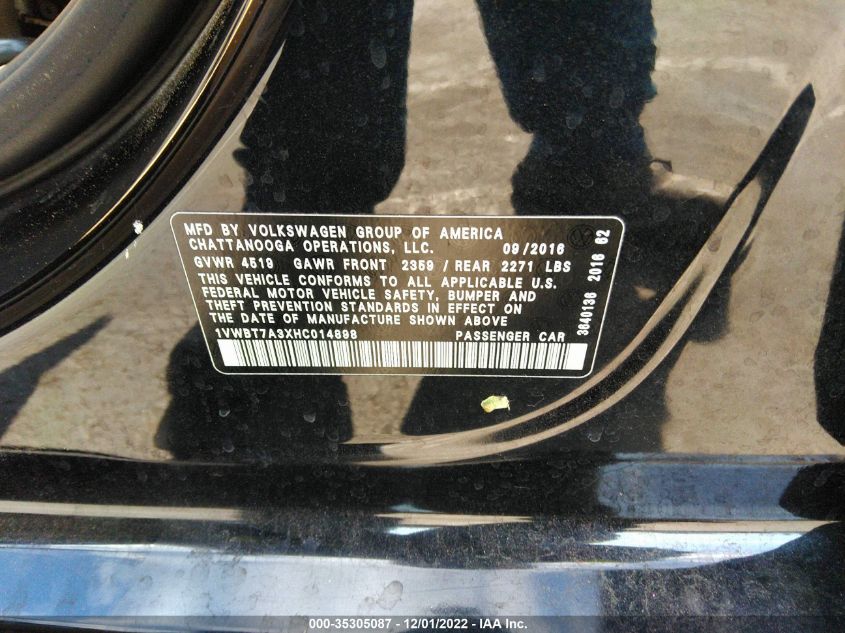 MFD BY VOLKSWAGEN GROUP OF AMERICA
CHATTANOOGA OPERATIONS, LLC. 09/2016
GVWR 4519 GAWR FRONT 2359 / REAR 2271 LBS
THIS VEHICLE CONFORMS TO ALL APPLICABLE U.S.
FEDERAL MOTOR VEHICLE SAFETY, BUMPER AND
THEFT PREVENTION STANDARDS IN EFFECT ON
THE DATE OF MANUFACTURE SHOWN ABOVE
1VWBT7A3XHC014898 PASSENGER CAR
3640136 2016 62
000-35305087 - 12/01/2022 - IAA Inc.